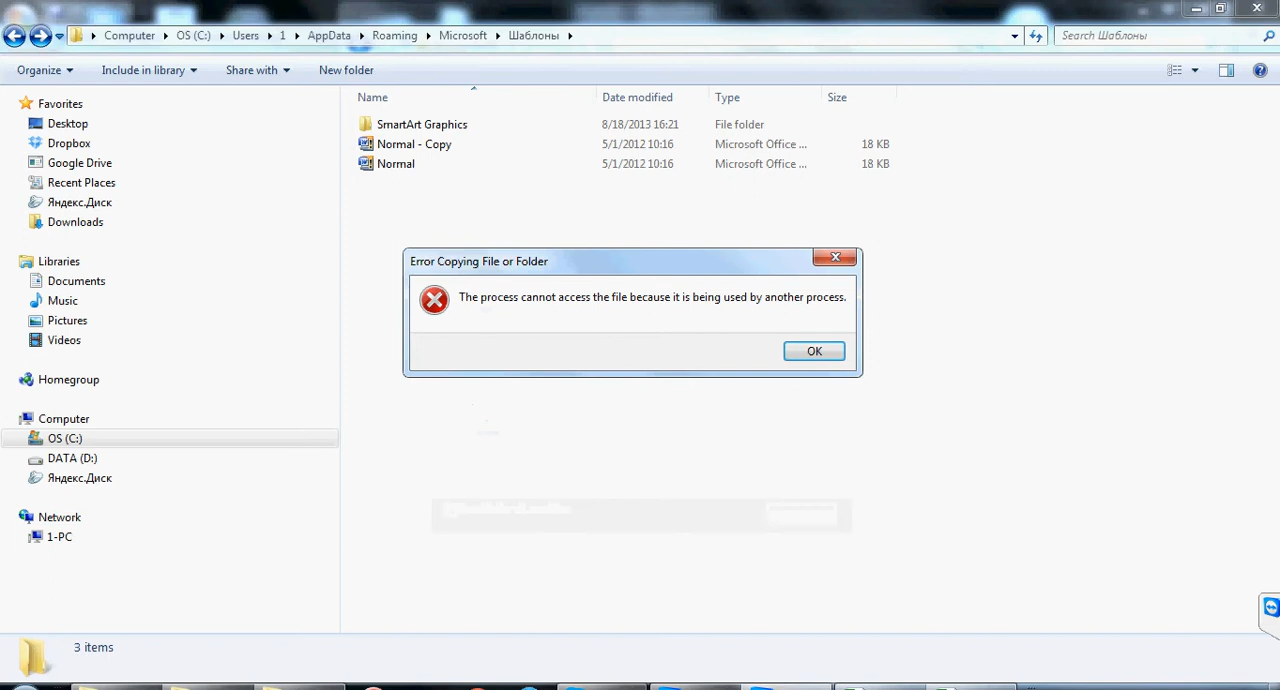 Computer OS (C:) Users 1 AppData Roaming Microsoft Шаблоны Search Шаблоны
Organize Include in library Share with New folder
Name Date modified Type Size
SmartArt Graphics 8/18/2013 16:21 File folder
Normal - Copy 5/1/2012 10:16 Microsoft Office ... 18 KB
Normal 5/1/2012 10:16 Microsoft Office ... 18 KB
Favorites
Desktop
Dropbox
Google Drive
Recent Places
Яндекс.Диск
Downloads
Libraries
Documents
Music
Pictures
Videos
Homegroup
Computer
OS (C:)
DATA (D:)
Яндекс.Диск
Network
1-PC
Error Copying File or Folder
The process cannot access the file because it is being used by another process.
OK
3 items